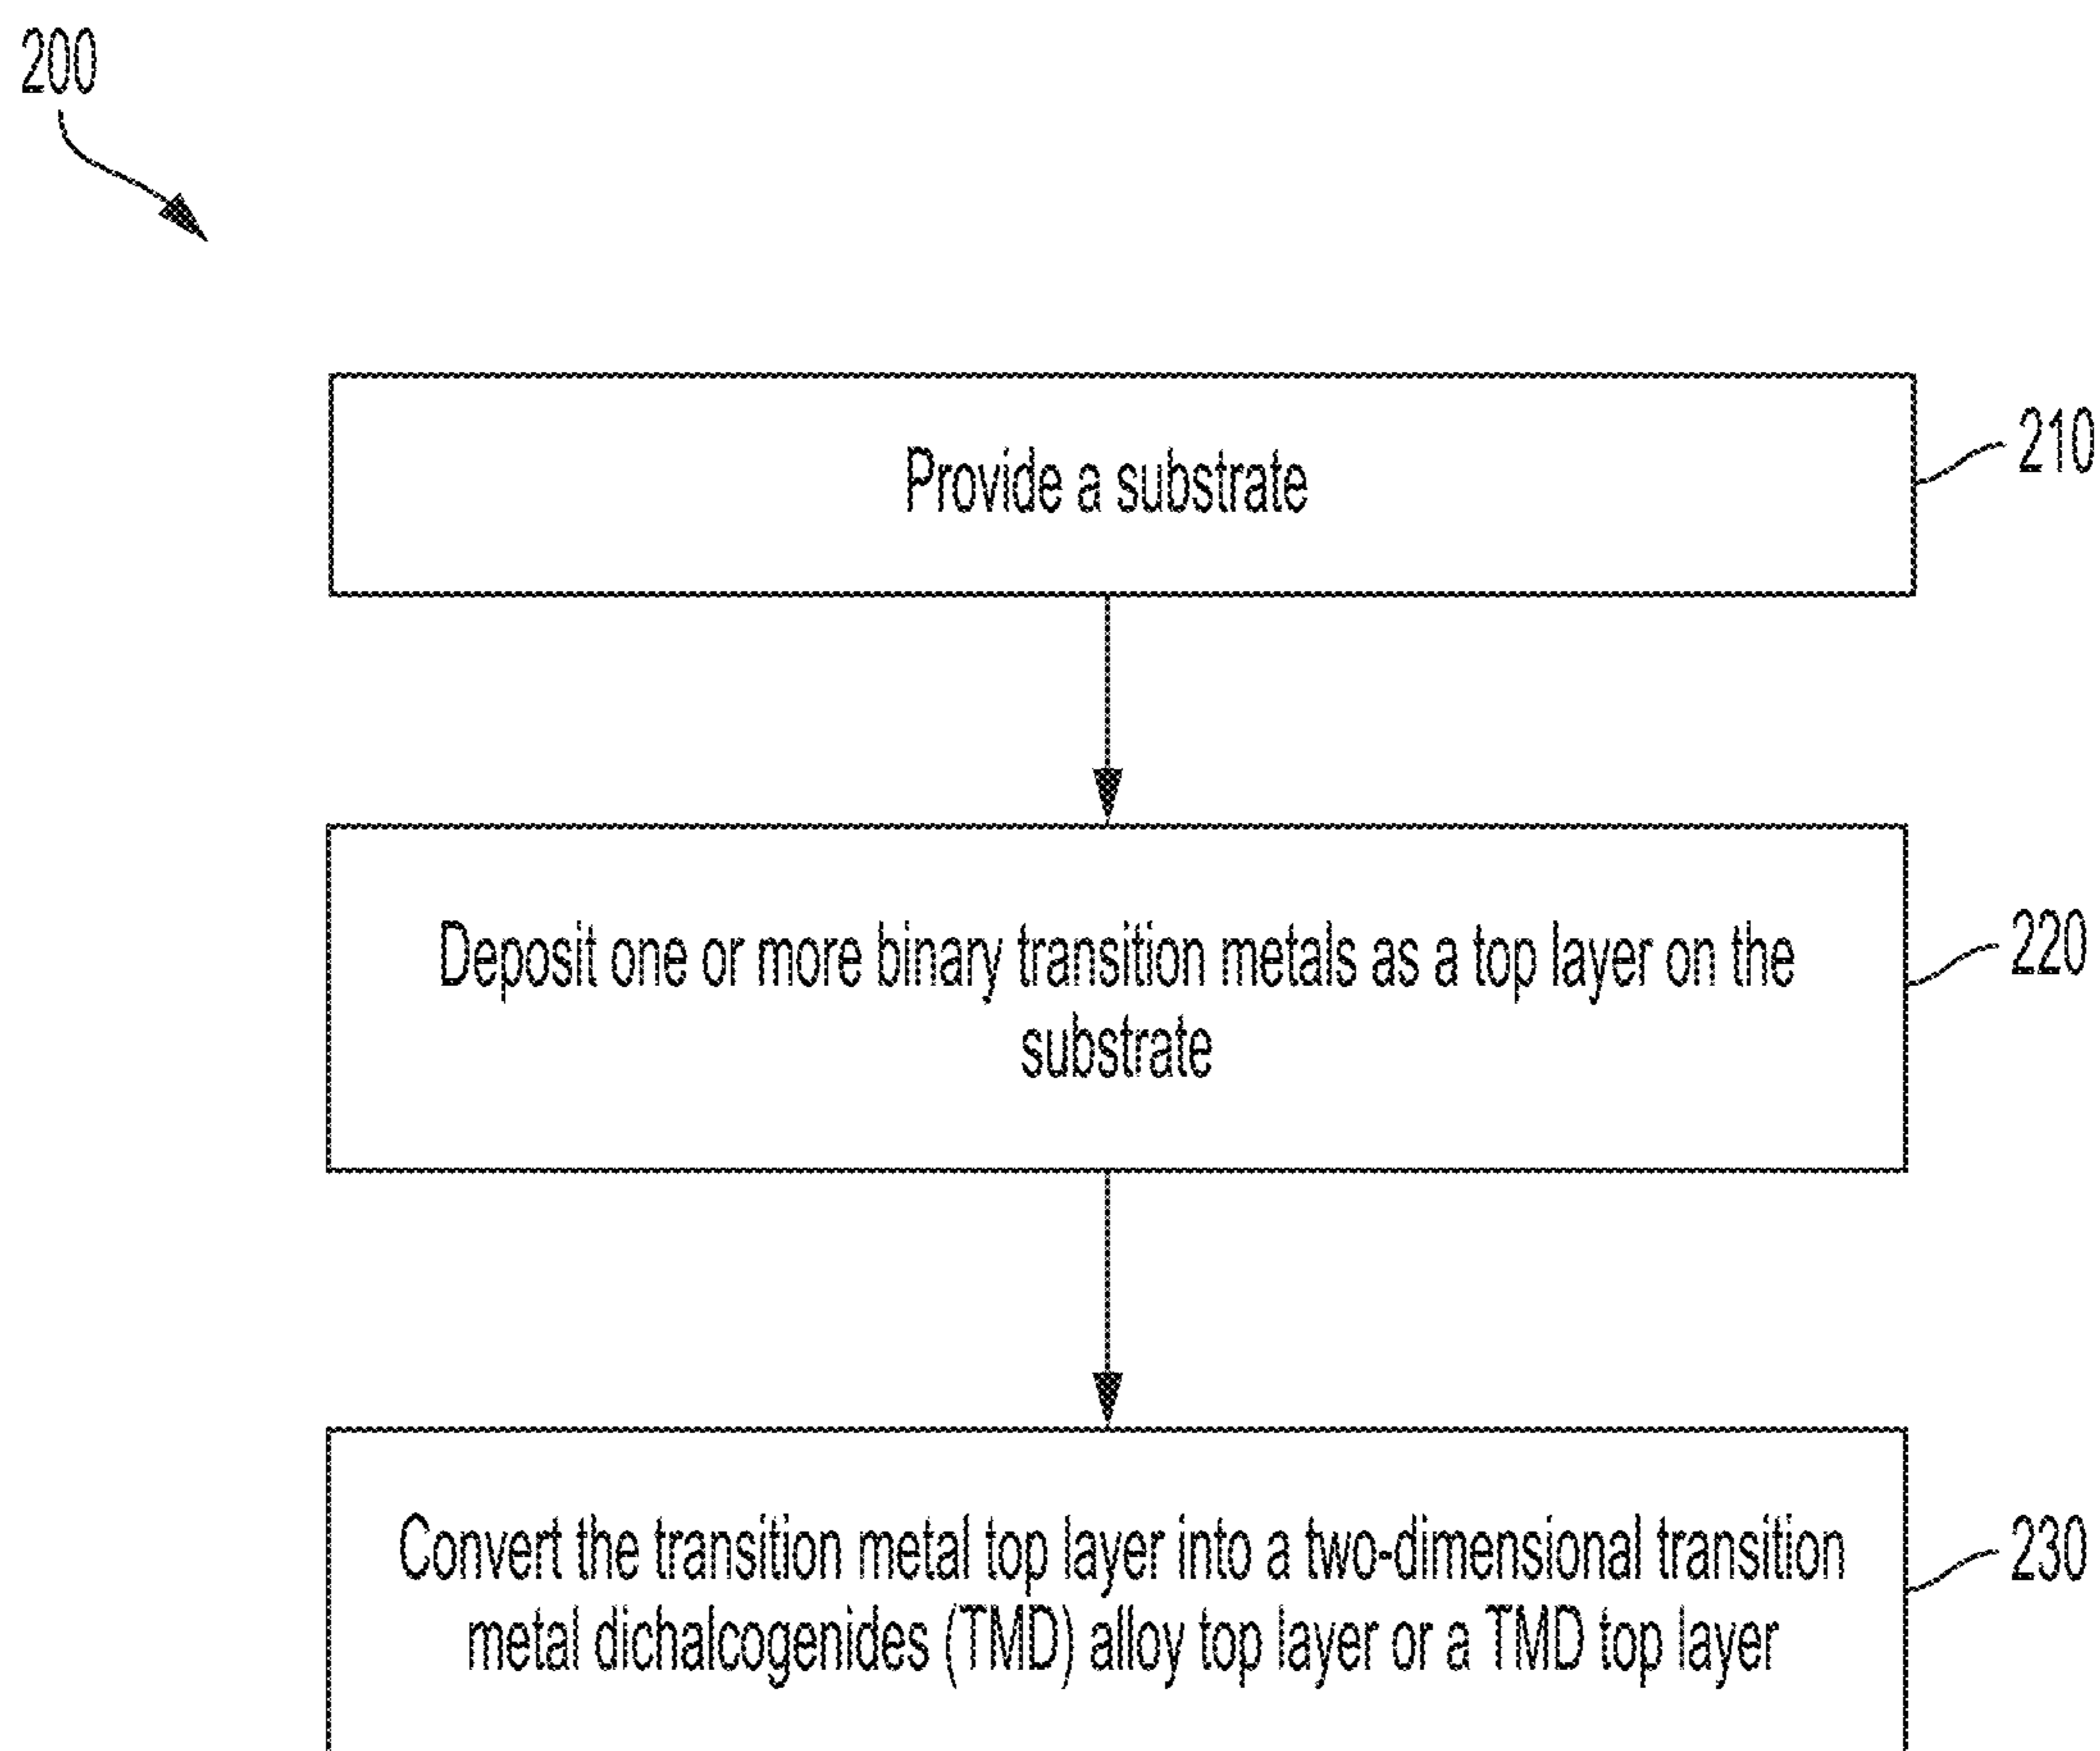 200
Provide a substrate
210
Deposit one or more binary transition metals as a top layer on the
substrate
220
Convert the transition metal top layer into a two-dimensional transition
metal dichalcogenides (TMD) alloy top layer or a TMD top layer
230